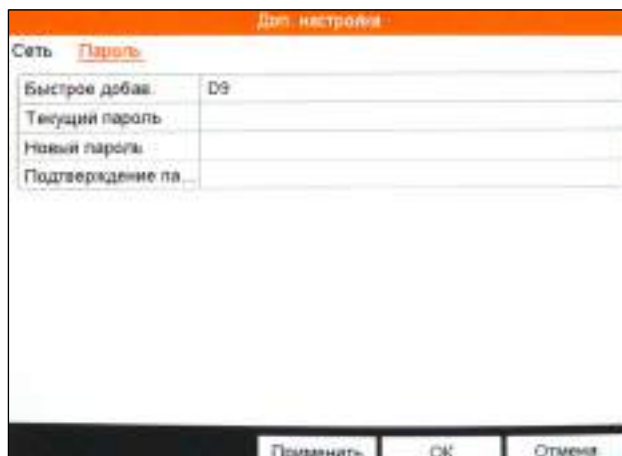 Доп. настройка
Сеть Пароль
Быстрое добав. D9
Текущий пароль
Новый пароль
Подтверждение па...
Применить OK Отмена